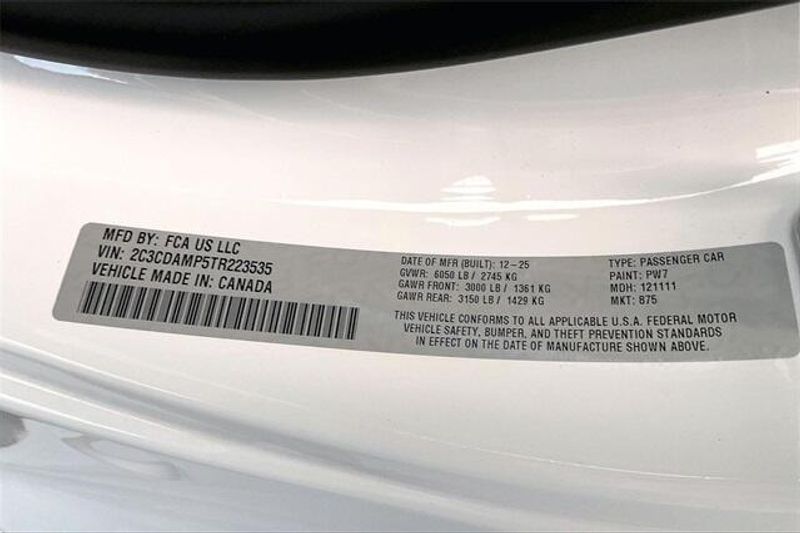 MFD BY: FCA US LLC
VIN: 2C3CDAMP5TR223535
VEHICLE MADE IN: CANADA
DATE OF MFR (BUILT): 12-25
GVWR: 6050 LB / 2745 KG
GAWR FRONT: 3000 LB / 1361 KG
GAWR REAR: 3150 LB / 1429 KG
TYPE: PASSENGER CAR
PAINT: PW7
MDH: 121111
MKT: B75
THIS VEHICLE CONFORMS TO ALL APPLICABLE U.S.A. FEDERAL MOTOR
VEHICLE SAFETY, BUMPER, AND THEFT PREVENTION STANDARDS
IN EFFECT ON THE DATE OF MANUFACTURE SHOWN ABOVE.